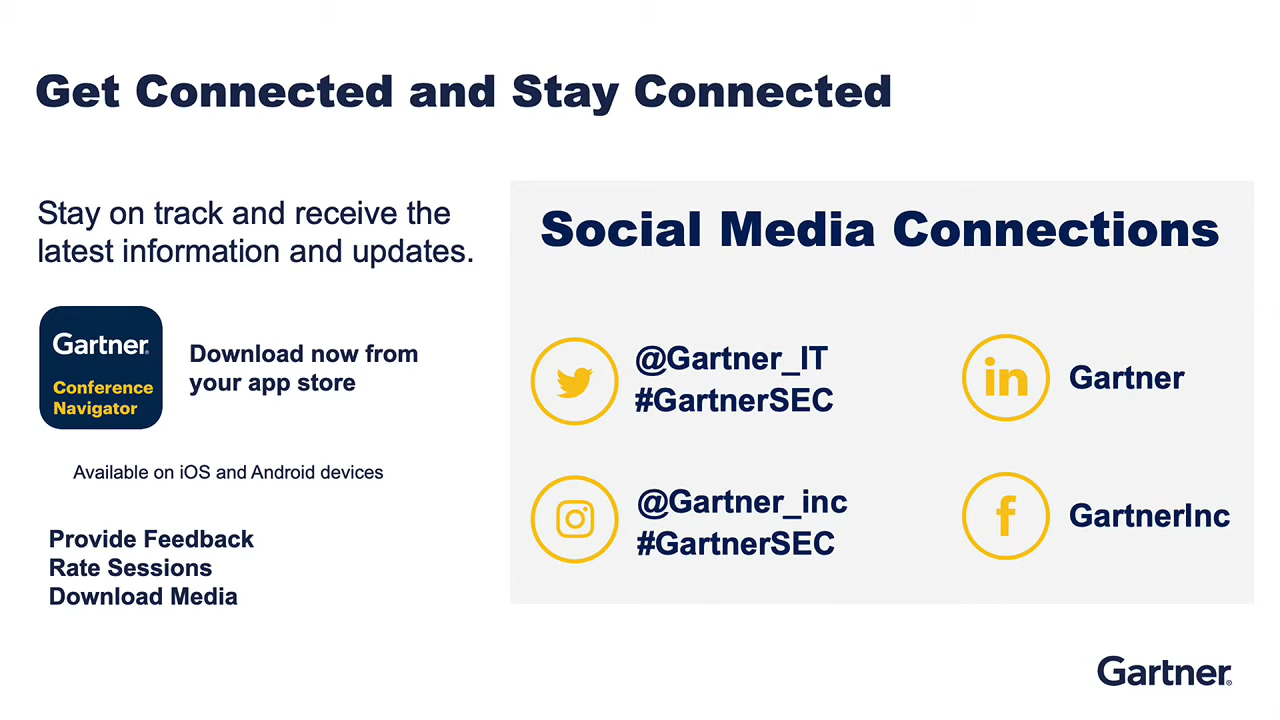 Get Connected and Stay Connected
Stay on track and receive the
latest information and updates.
Gartner®
Conference
Navigator
Download now from
your app store
Available on iOS and Android devices
Provide Feedback
Rate Sessions
Download Media
Social Media Connections
@Gartner_IT
#GartnerSEC
in
Gartner
@Gartner_inc
#GartnerSEC
f
GartnerInc
Gartner®